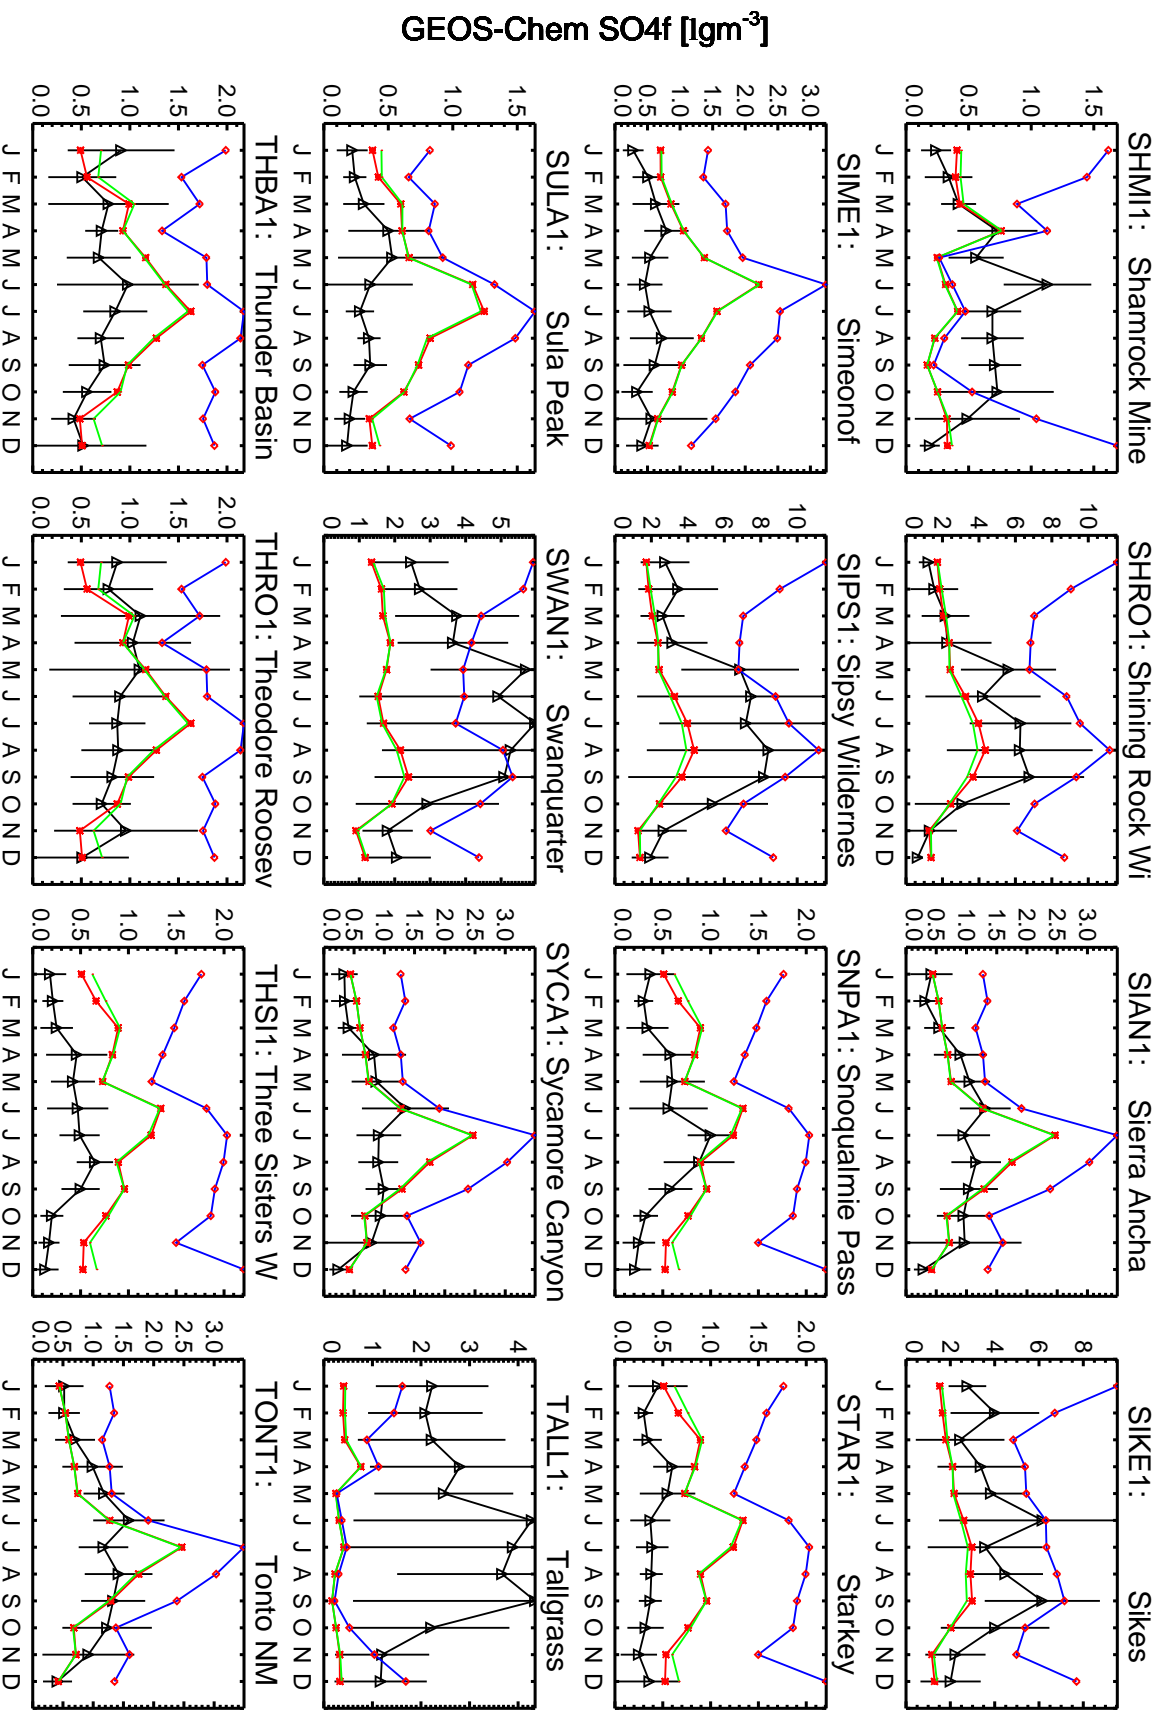 GEOS-Chem SO4f [1gm⁻³]
SHMI1: Shamrock Mine
1.5
1.0
0.5
0.0
J F M A M J J A S O N D
SHRO1: Shining Rock Wi
10
8
6
4
2
0
J F M A M J J A S O N D
SIAN1: Sierra Ancha
3.0
2.5
2.0
1.5
1.0
0.5
0.0
J F M A M J J A S O N D
SIKE1: Sikes
8
6
4
2
0
J F M A M J J A S O N D
SIME1: Simeonof
3.0
2.5
2.0
1.5
1.0
0.5
0.0
J F M A M J J A S O N D
SIPS1: Sipsy Wildernes
10
8
6
4
2
0
J F M A M J J A S O N D
SNPA1: Snoqualmie Pass
2.0
1.5
1.0
0.5
0.0
J F M A M J J A S O N D
STAR1: Starkey
2.0
1.5
1.0
0.5
0.0
J F M A M J J A S O N D
SULA1: Sula Peak
1.5
1.0
0.5
0.0
J F M A M J J A S O N D
SWAN1: Swanquarter
5
4
3
2
1
0
J F M A M J J A S O N D
SYCA1: Sycamore Canyon
3.0
2.5
2.0
1.5
1.0
0.5
0.0
J F M A M J J A S O N D
TALL1: Tallgrass
4
3
2
1
0
J F M A M J J A S O N D
THBA1: Thunder Basin
2.0
1.5
1.0
0.5
0.0
J F M A M J J A S O N D
THRO1: Theodore Roosev
2.0
1.5
1.0
0.5
0.0
J F M A M J J A S O N D
THSI1: Three Sisters W
2.0
1.5
1.0
0.5
0.0
J F M A M J J A S O N D
TONT1: Tonto NM
3.0
2.5
2.0
1.5
1.0
0.5
0.0
J F M A M J J A S O N D